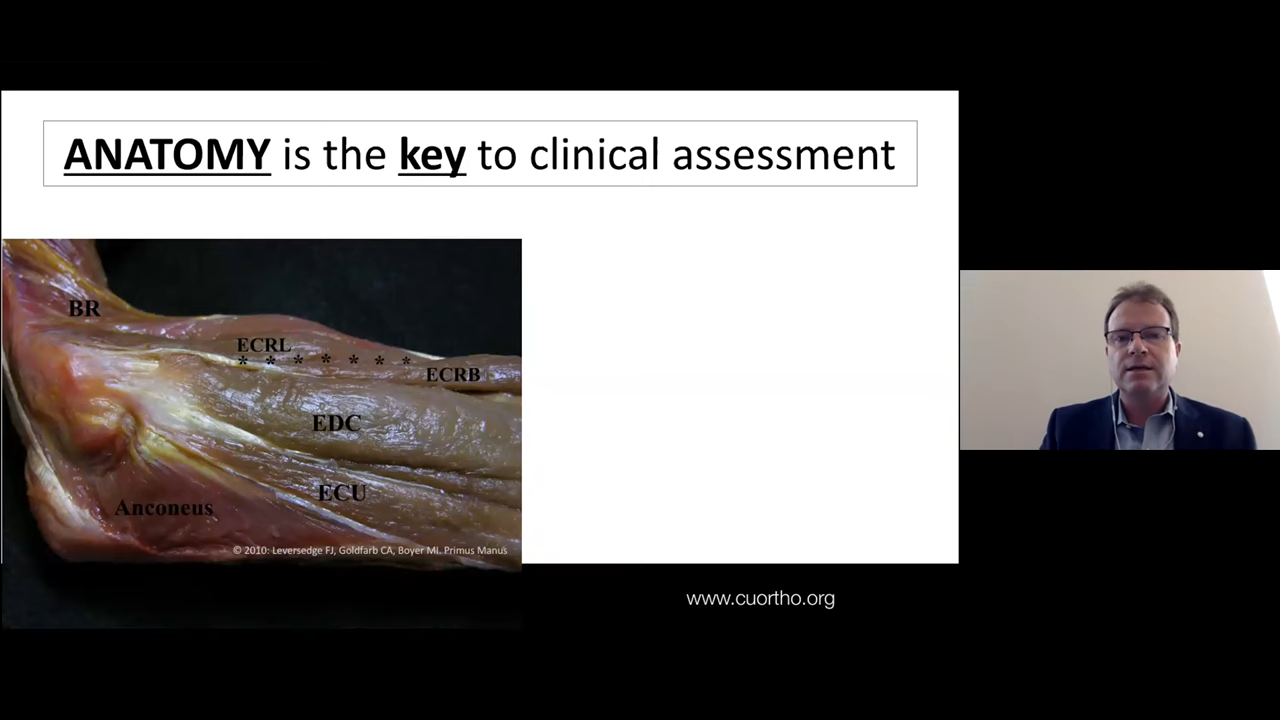 ANATOMY is the key to clinical assessment
BR
ECRL
* * * * * * *
ECRB
EDC
ECU
Anconeus
© 2010: Leversedge FJ, Goldfarb CA, Boyer MI. Primus Manus
www.cuortho.org